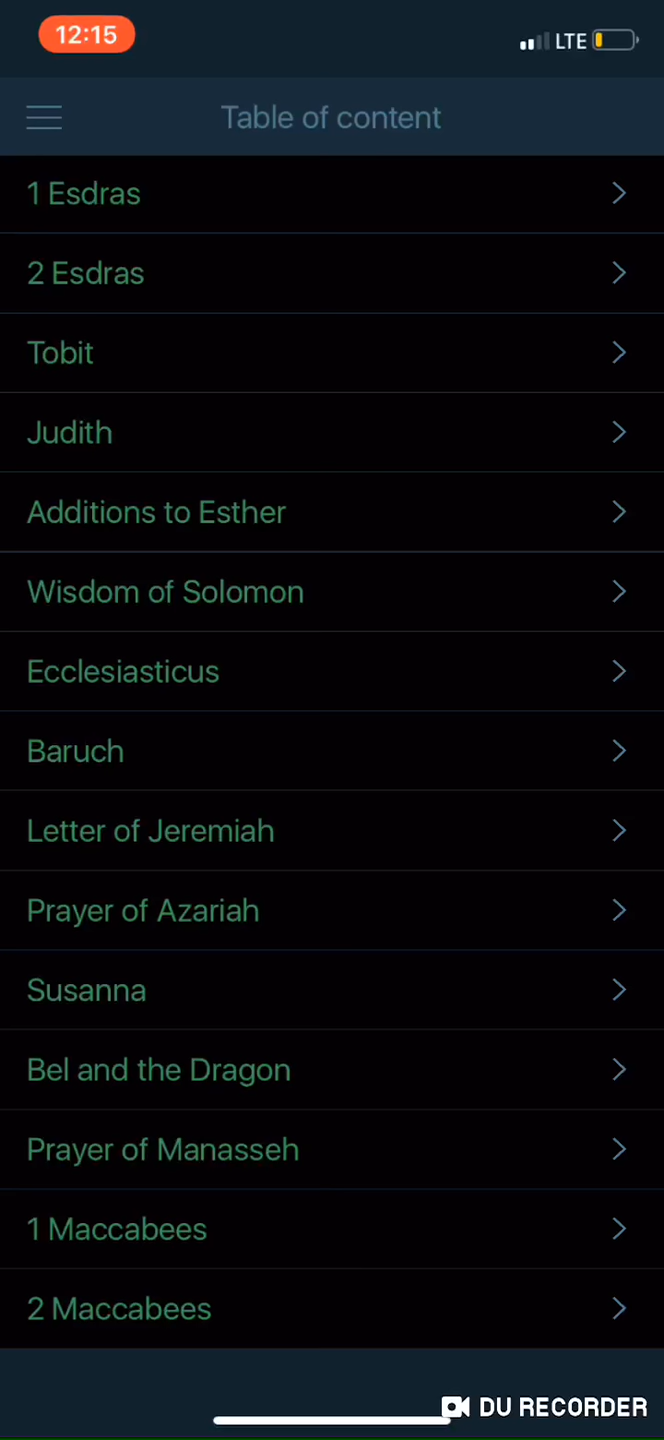 12:15
LTE
Table of content
1 Esdras
2 Esdras
Tobit
Judith
Additions to Esther
Wisdom of Solomon
Ecclesiasticus
Baruch
Letter of Jeremiah
Prayer of Azariah
Susanna
Bel and the Dragon
Prayer of Manasseh
1 Maccabees
2 Maccabees
DU RECORDER